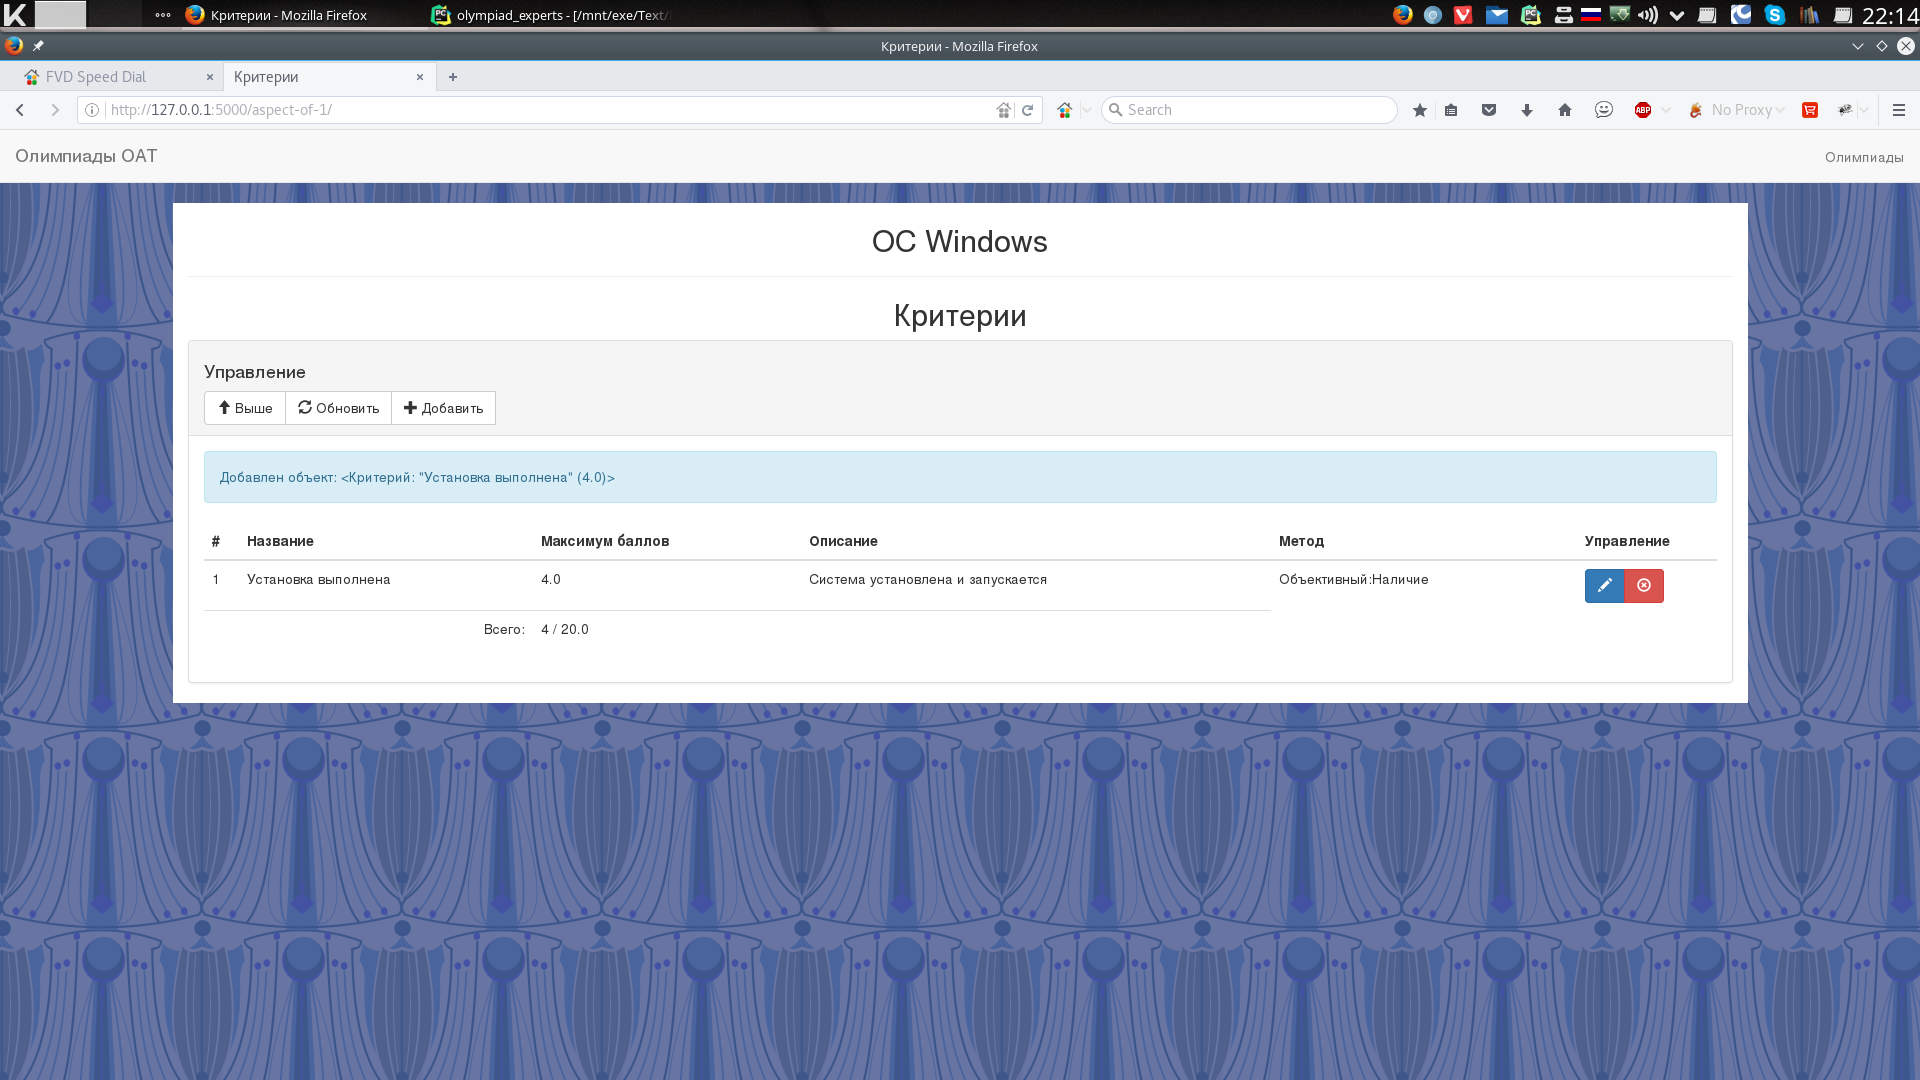 Критерии - Mozilla Firefox
olympiad_experts - [/mnt/exe/Text/
22:14
Критерии - Mozilla Firefox
FVD Speed Dial
Критерии
http://127.0.0.1:5000/aspect-of-1/
Search
ABP
No Proxy
Олимпиады ОАТ
Олимпиады
ОС Windows
Критерии
Управление
Выше
Обновить
Добавить
Добавлен объект: <Критерий: "Установка выполнена" (4.0)>
# Название Максимум баллов Описание Метод Управление
1 Установка выполнена 4.0 Система установлена и запускается Объективный:Наличие
Всего: 4 / 20.0